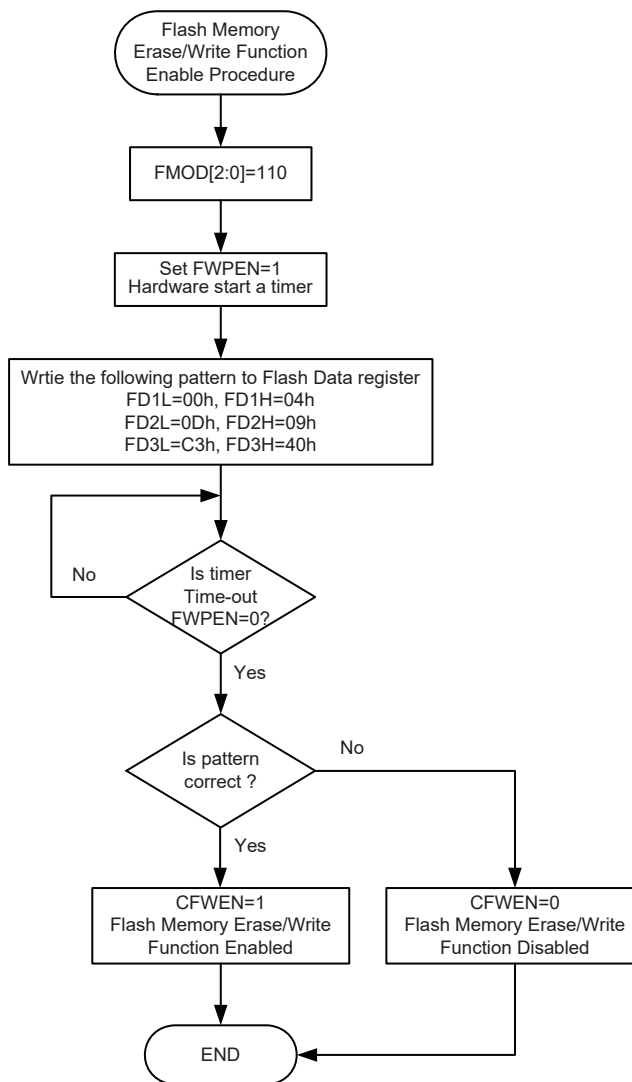 Flash Memory
Erase/Write Function
Enable Procedure
FMOD[2:0]=110
Set FWPEN=1
Hardware start a timer
Wrtie the following pattern to Flash Data register
FD1L=00h, FD1H=04h
FD2L=0Dh, FD2H=09h
FD3L=C3h, FD3H=40h
No
Is timer
Time-out
FWPEN=0?
Yes
Is pattern
correct ?
No
Yes
CFWEN=1
Flash Memory Erase/Write
Function Enabled
CFWEN=0
Flash Memory Erase/Write
Function Disabled
END